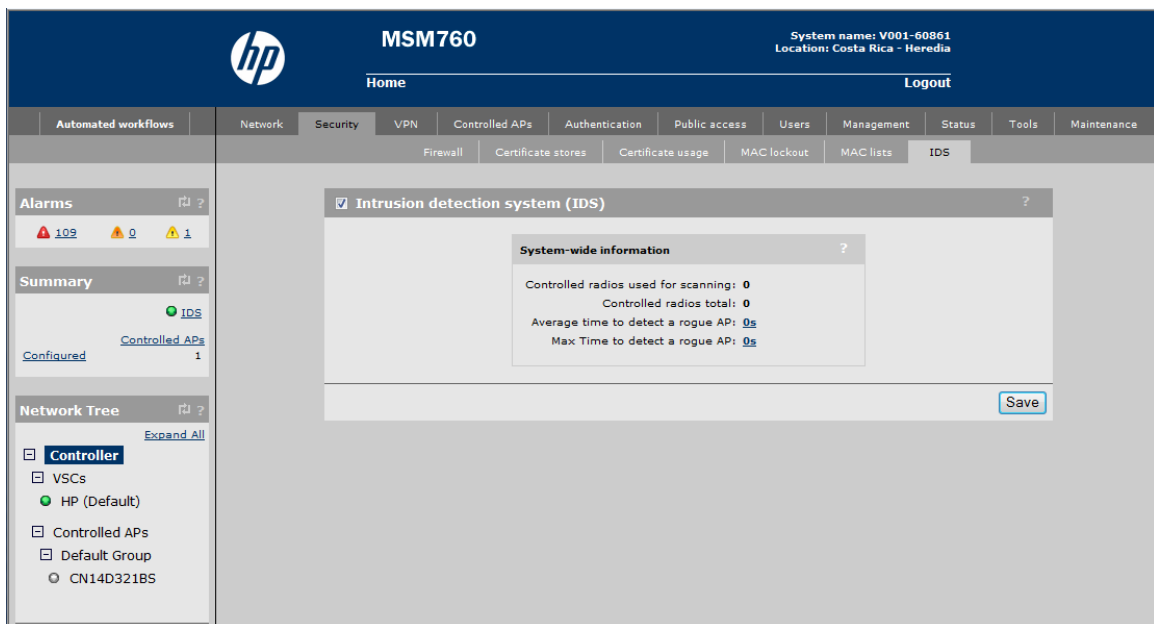 hp
MSM760
System name: V001-60861
Location: Costa Rica - Heredia
Home
Logout
Automated workflows
Network
Security
VPN
Controlled APs
Authentication
Public access
Users
Management
Status
Tools
Maintenance
Firewall
Certificate stores
Certificate usage
MAC lockout
MAC lists
IDS
Alarms ?
109 0 1
Summary ?
IDS
Controlled APs
Configured 1
Network Tree ?
Expand All
Controller
VSCs
HP (Default)
Controlled APs
Default Group
CN14D321BS
Intrusion detection system (IDS) ?
System-wide information ?
Controlled radios used for scanning: 0
Controlled radios total: 0
Average time to detect a rogue AP: 0s
Max Time to detect a rogue AP: 0s
Save